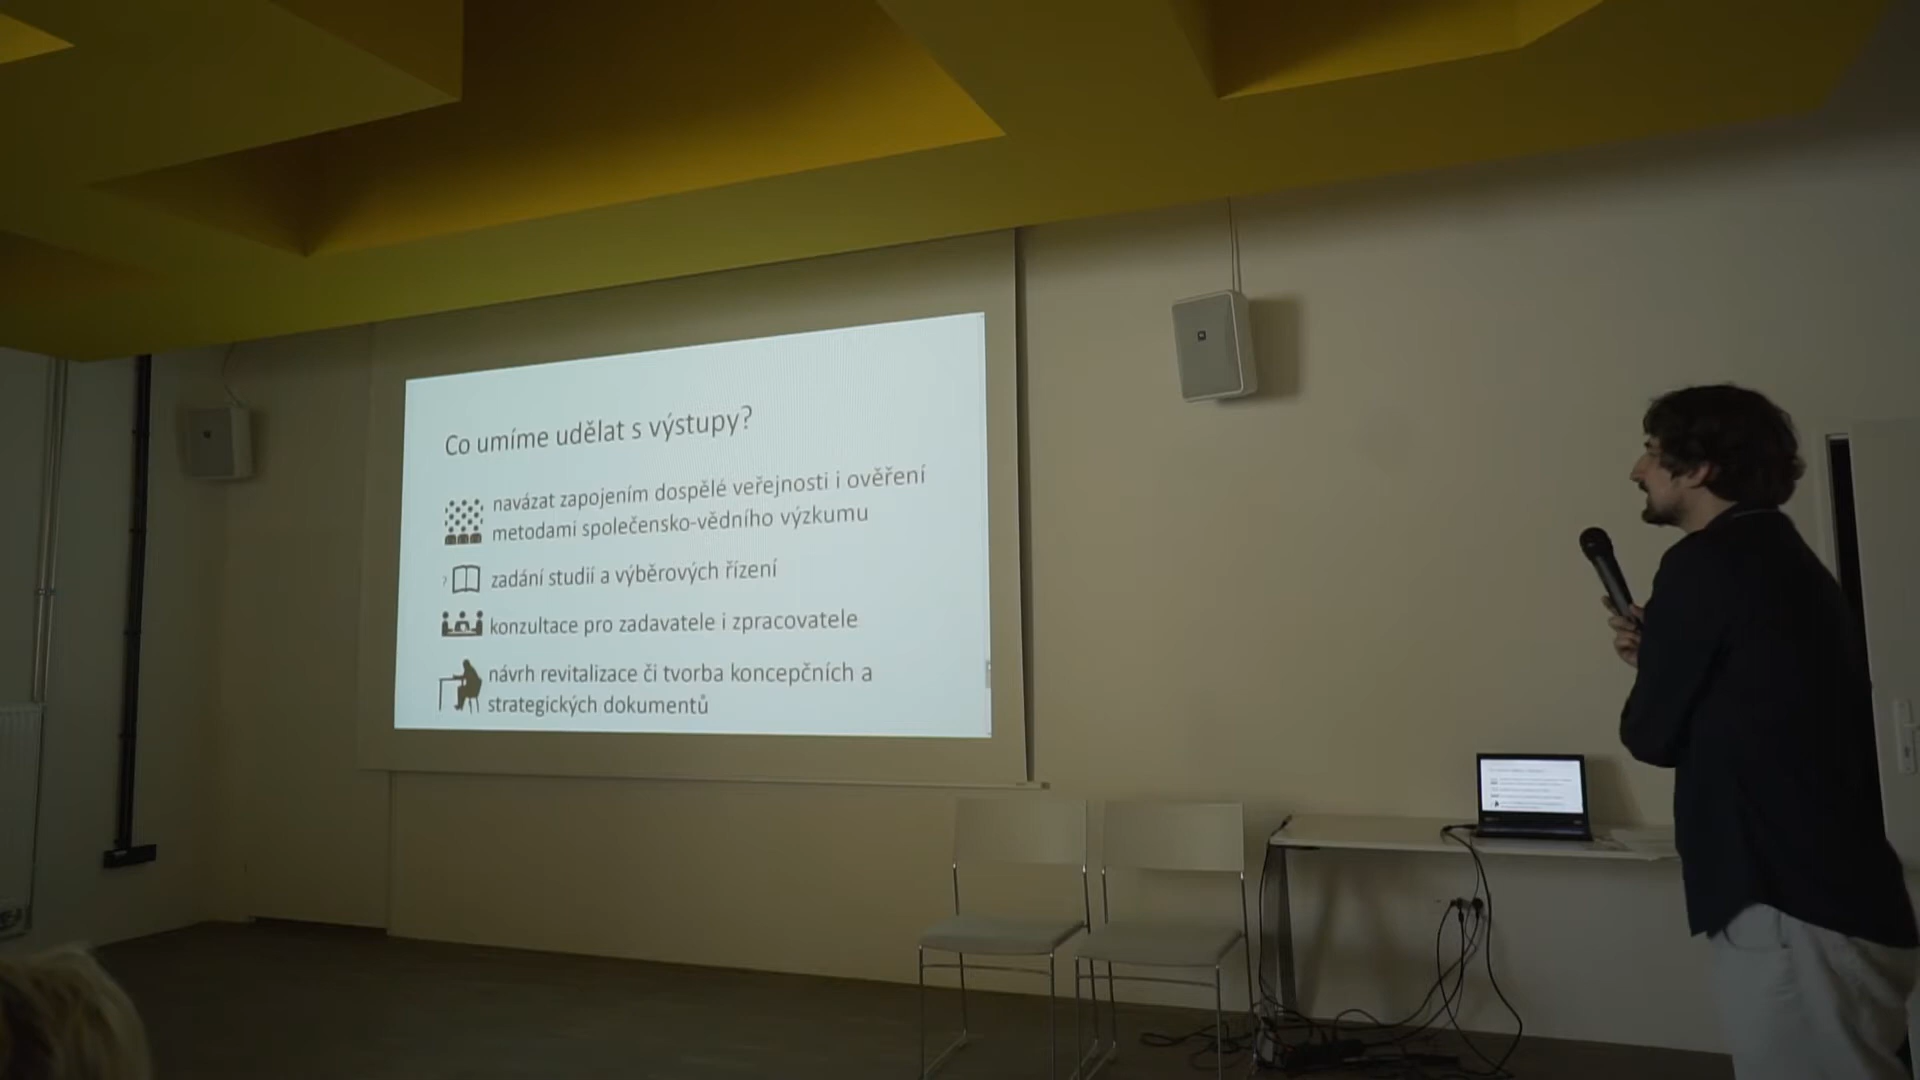 Co umíme udělat s výstupy?
navázat zapojením dospělé veřejnosti i ověření
metodami společensko-vědního výzkumu
? zadání studií a výběrových řízení
konzultace pro zadavatele i zpracovatele
návrh revitalizace či tvorba koncepčních a
strategických dokumentů